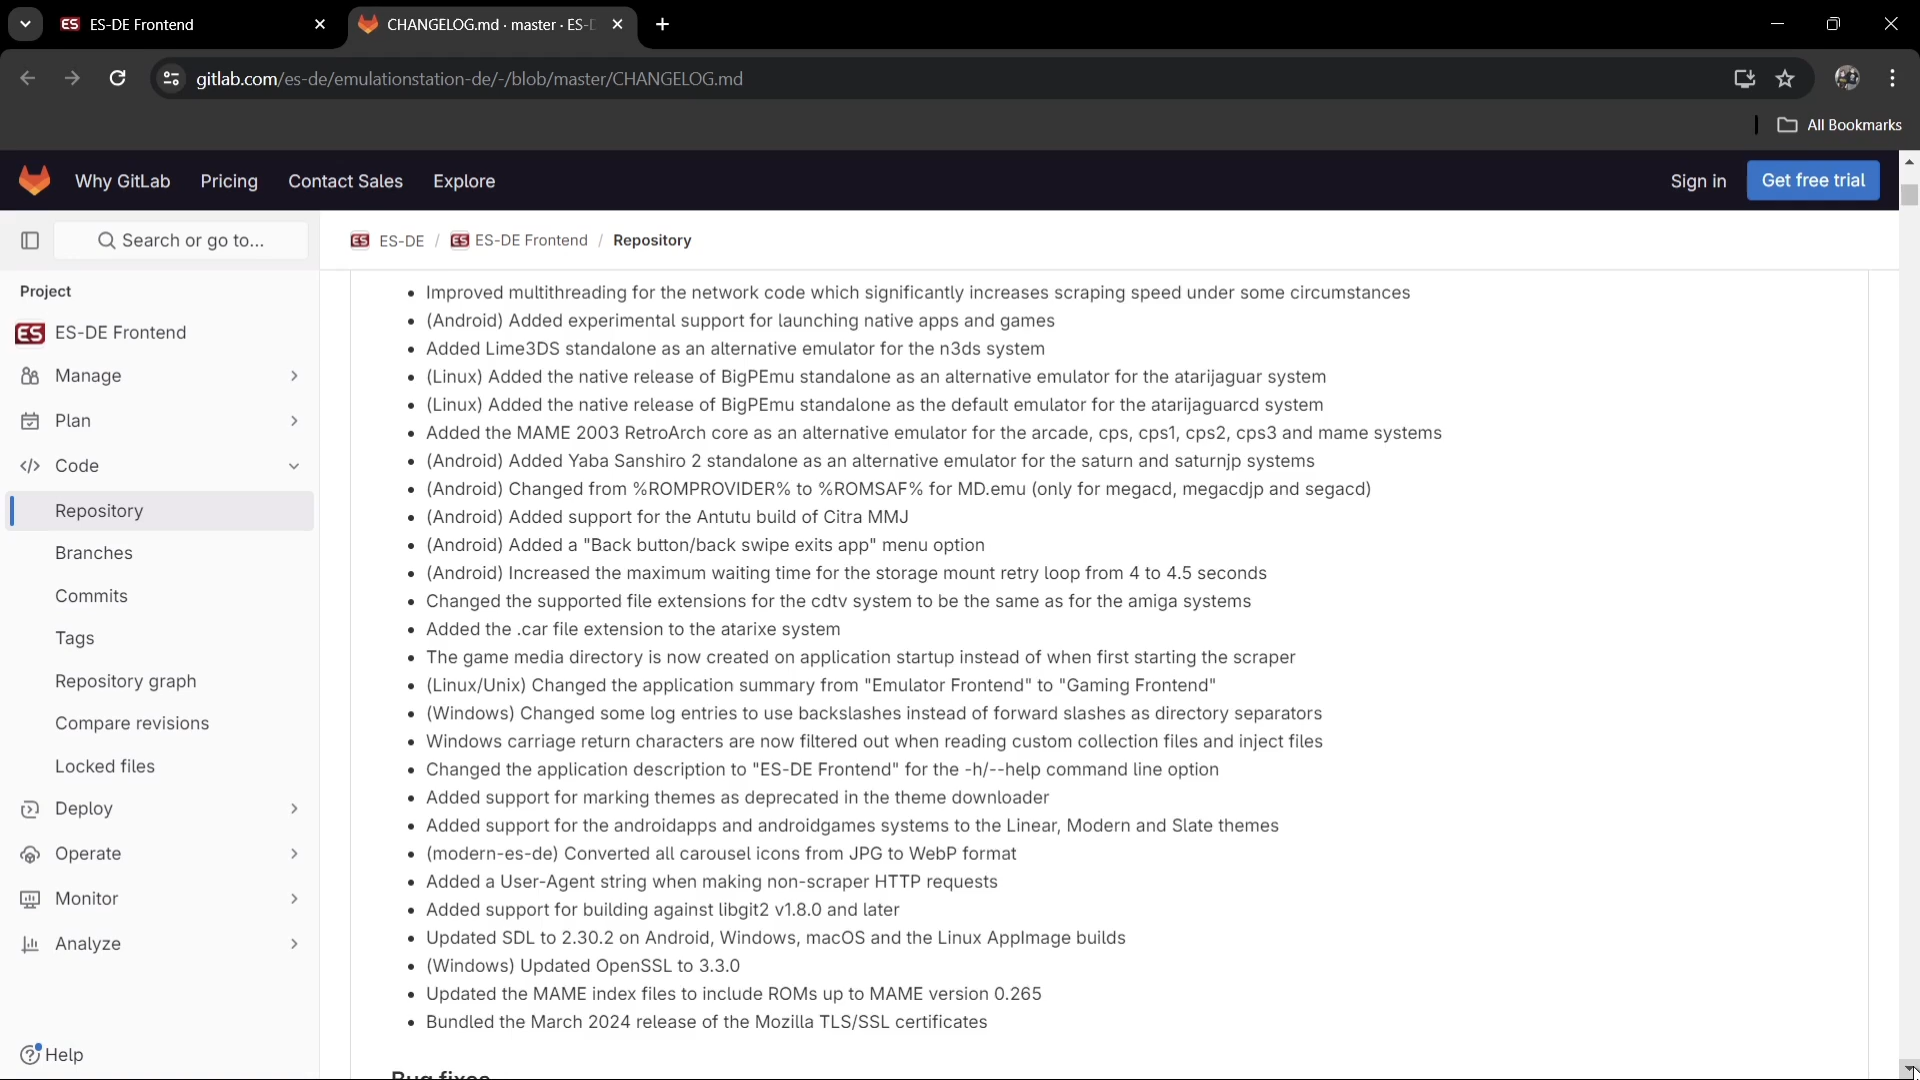 ES ES-DE Frontend
CHANGELOG.md · master · ES-D
gitlab.com/es-de/emulationstation-de/-/blob/master/CHANGELOG.md
All Bookmarks
Why GitLab Pricing Contact Sales Explore Sign in Get free trial
Search or go to... ES ES-DE / ES ES-DE Frontend / Repository
Project
ES ES-DE Frontend
Manage
Plan
Code
Repository
Branches
Commits
Tags
Repository graph
Compare revisions
Locked files
Deploy
Operate
Monitor
Analyze
Help
• Improved multithreading for the network code which significantly increases scraping speed under some circumstances
• (Android) Added experimental support for launching native apps and games
• Added Lime3DS standalone as an alternative emulator for the n3ds system
• (Linux) Added the native release of BigPEmu standalone as an alternative emulator for the atarijaguar system
• (Linux) Added the native release of BigPEmu standalone as the default emulator for the atarijaguarcd system
• Added the MAME 2003 RetroArch core as an alternative emulator for the arcade, cps, cps1, cps2, cps3 and mame systems
• (Android) Added Yaba Sanshiro 2 standalone as an alternative emulator for the saturn and saturnjp systems
• (Android) Changed from %ROMPROVIDER% to %ROMSAF% for MD.emu (only for megacd, megacdjp and segacd)
• (Android) Added support for the Antutu build of Citra MMJ
• (Android) Added a "Back button/back swipe exits app" menu option
• (Android) Increased the maximum waiting time for the storage mount retry loop from 4 to 4.5 seconds
• Changed the supported file extensions for the cdtv system to be the same as for the amiga systems
• Added the .car file extension to the atarixe system
• The game media directory is now created on application startup instead of when first starting the scraper
• (Linux/Unix) Changed the application summary from "Emulator Frontend" to "Gaming Frontend"
• (Windows) Changed some log entries to use backslashes instead of forward slashes as directory separators
• Windows carriage return characters are now filtered out when reading custom collection files and inject files
• Changed the application description to "ES-DE Frontend" for the -h/--help command line option
• Added support for marking themes as deprecated in the theme downloader
• Added support for the androidapps and androidgames systems to the Linear, Modern and Slate themes
• (modern-es-de) Converted all carousel icons from JPG to WebP format
• Added a User-Agent string when making non-scraper HTTP requests
• Added support for building against libgit2 v1.8.0 and later
• Updated SDL to 2.30.2 on Android, Windows, macOS and the Linux AppImage builds
• (Windows) Updated OpenSSL to 3.3.0
• Updated the MAME index files to include ROMs up to MAME version 0.265
• Bundled the March 2024 release of the Mozilla TLS/SSL certificates
Bug fixes